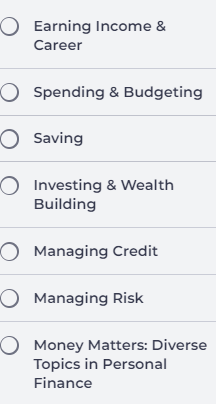 Earning Income &
Career
Spending & Budgeting
Saving
Investing & Wealth
Building
Managing Credit
Managing Risk
Money Matters: Diverse
Topics in Personal
Finance